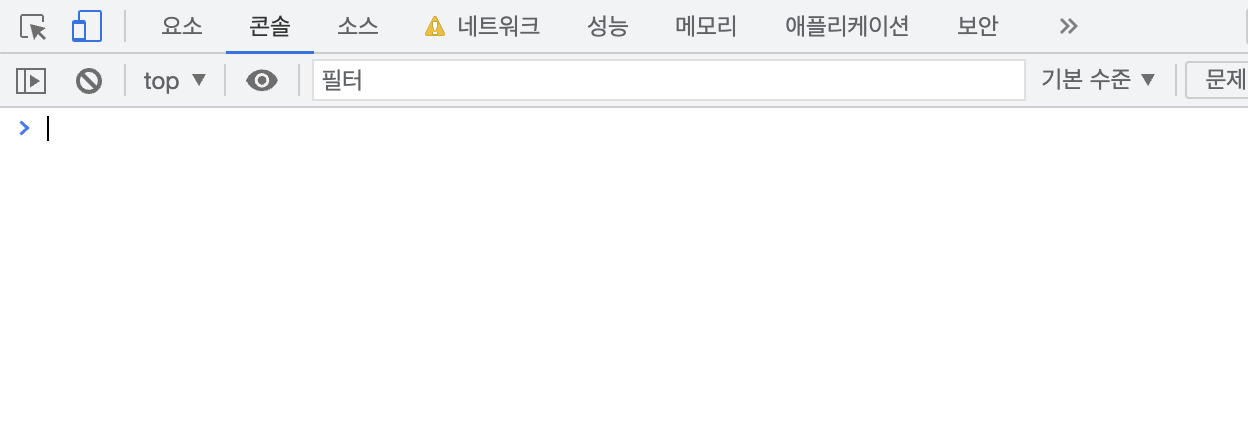 요소 콘솔 소스 네트워크 성능 메모리 애플리케이션 보안
top 필터 기본 수준 문제